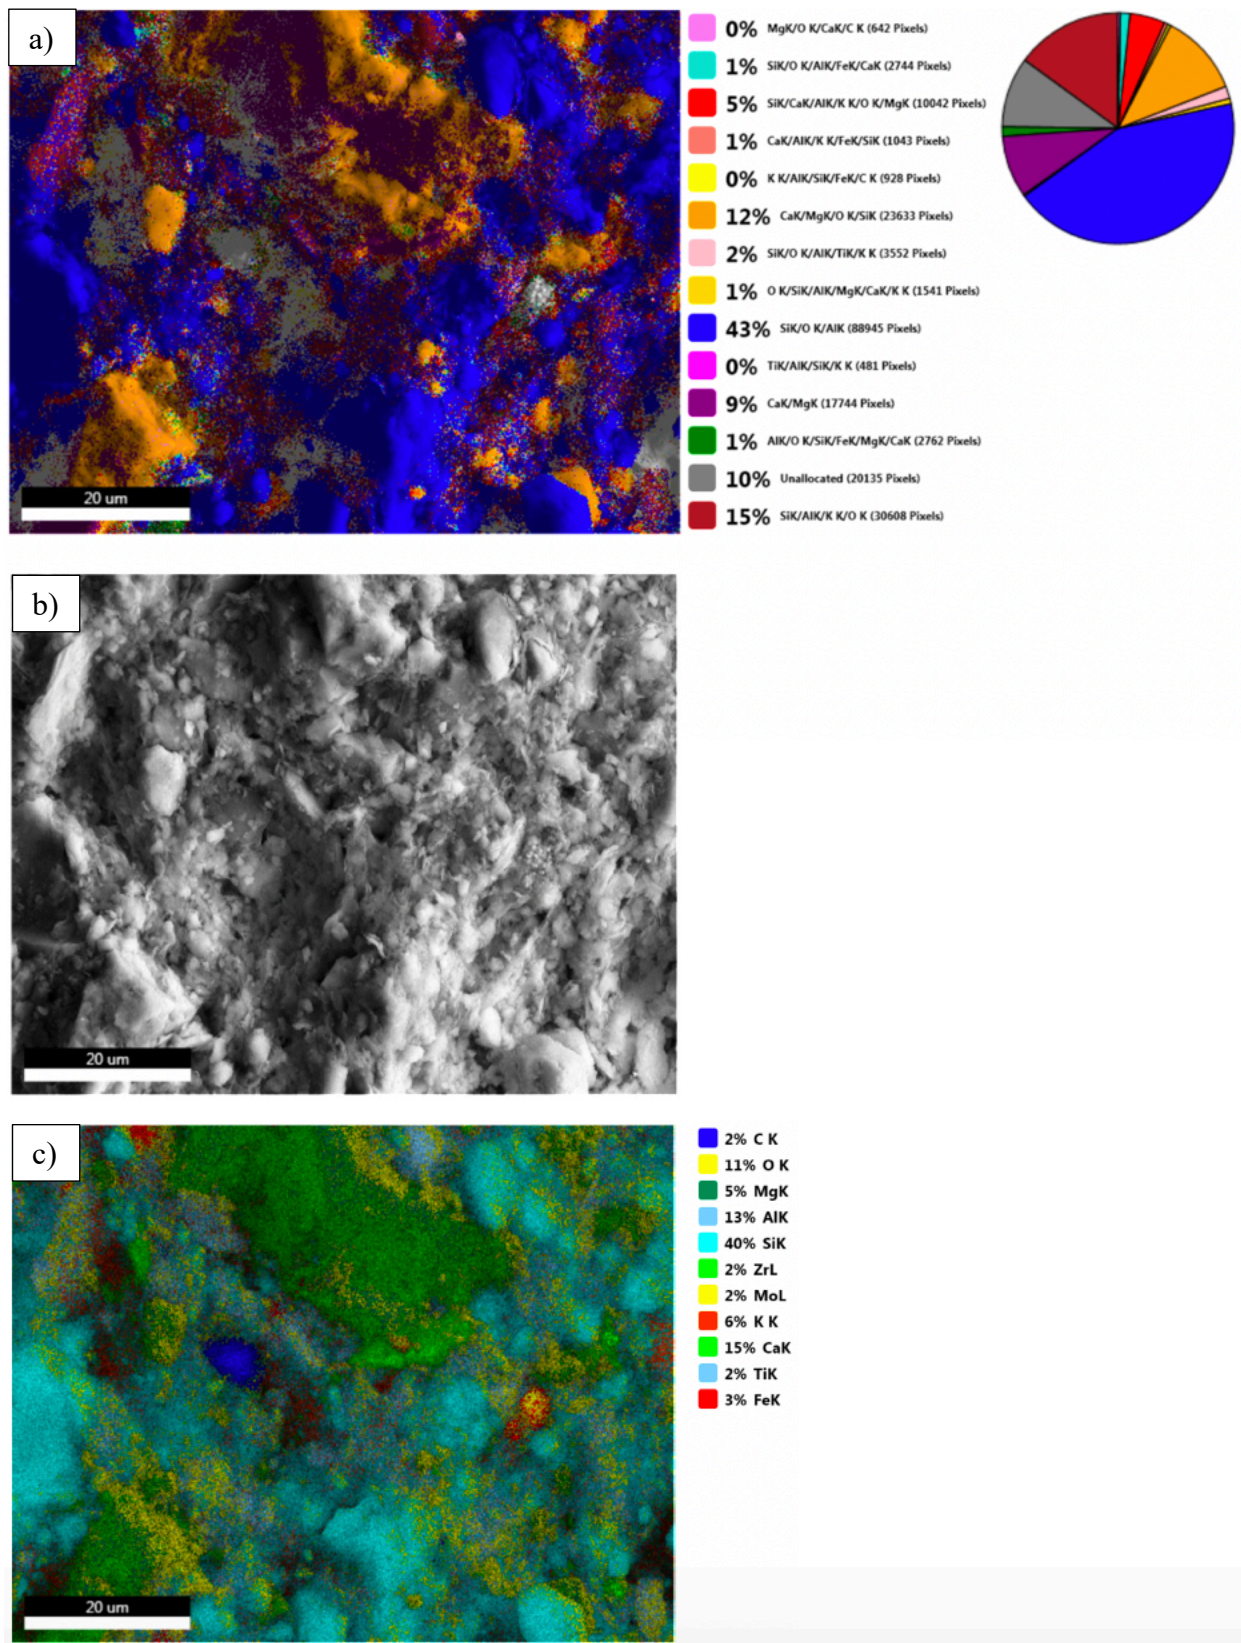 a)
0% MgK/O K/CaK/C K (642 Pixels)
1% SiK/O K/AlK/FeK/CaK (2744 Pixels)
5% SiK/CaK/AlK/K K/O K/MgK (10042 Pixels)
1% CaK/AlK/K K/FeK/SiK (1043 Pixels)
0% K K/AlK/SiK/FeK/C K (928 Pixels)
12% CaK/MgK/O K/SiK (23633 Pixels)
2% SiK/O K/AlK/TiK/K K (3552 Pixels)
1% O K/SiK/AlK/MgK/CaK/K K (1541 Pixels)
43% SiK/O K/AlK (88945 Pixels)
0% TiK/AlK/SiK/K K (481 Pixels)
9% CaK/MgK (17744 Pixels)
1% AlK/O K/SiK/FeK/MgK/CaK (2762 Pixels)
10% Unallocated (20135 Pixels)
15% SiK/AlK/K K/O K (30608 Pixels)
20 um
b)
20 um
c)
2% C K
11% O K
5% MgK
13% AlK
40% SiK
2% ZrL
2% MoL
6% K K
15% CaK
2% TiK
3% FeK
20 um